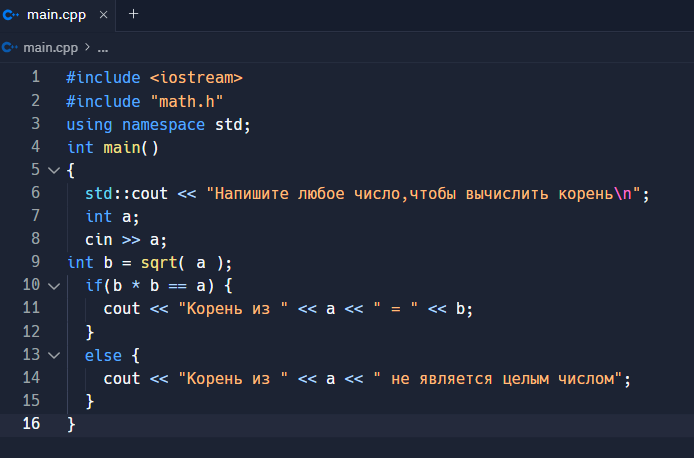 main.cpp × +
main.cpp > ...
1 #include <iostream>
2 #include "math.h"
3 using namespace std;
4 int main()
5 {
6 std::cout << "Напишите любое число,чтобы вычислить корень\n";
7 int a;
8 cin >> a;
9 int b = sqrt( a );
10 if(b * b == a) {
11 cout << "Корень из " << a << " = " << b;
12 }
13 else {
14 cout << "Корень из " << a << " не является целым числом";
15 }
16 }